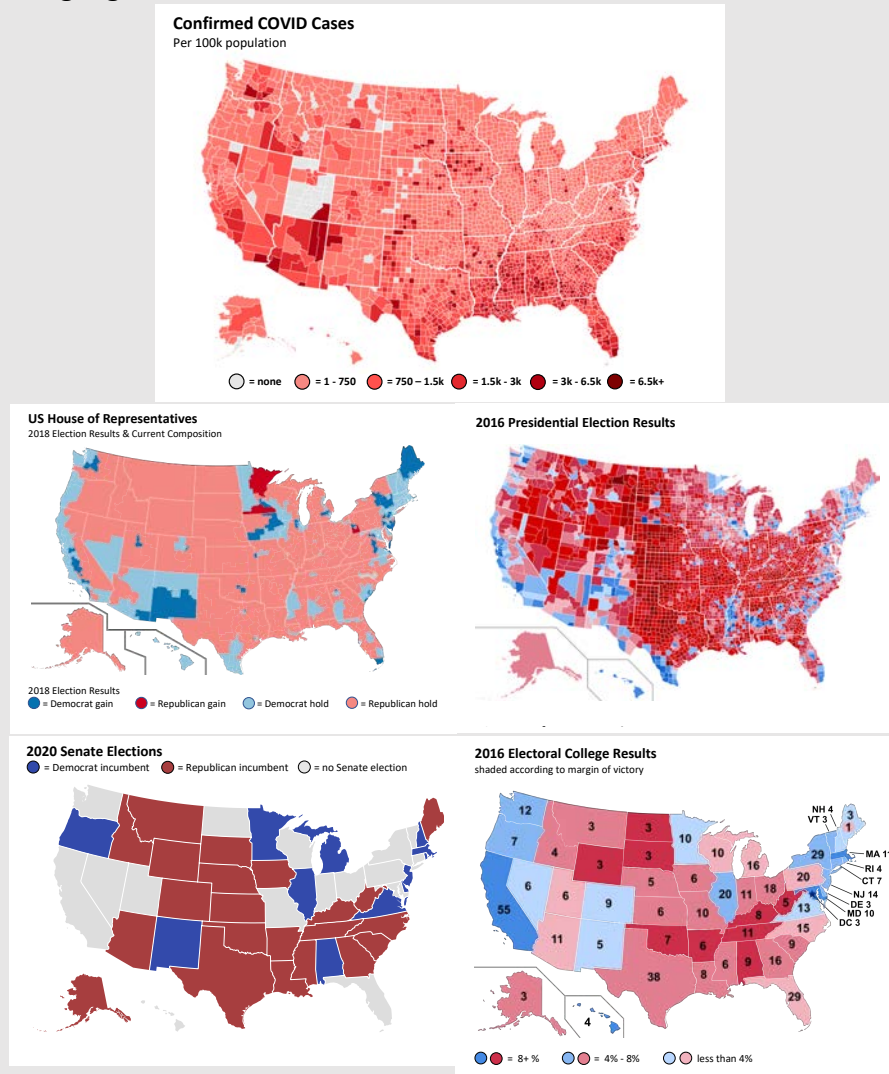 Confirmed COVID Cases
Per 100k population
= none = 1 - 750 = 750 – 1.5k = 1.5k - 3k = 3k - 6.5k = 6.5k+
US House of Representatives
2018 Election Results & Current Composition
2018 Election Results
= Democrat gain = Republican gain = Democrat hold = Republican hold
2016 Presidential Election Results
2020 Senate Elections
= Democrat incumbent = Republican incumbent = no Senate election
2016 Electoral College Results
shaded according to margin of victory
NH 4
VT 3
3
1
12
3
3
10
7
4
3
10
16
29
MA 11
RI 4
CT 7
3
5
6
20
NJ 14
DE 3
MD 10
DC 3
55
6
6
9
6
10
20
11
18
5
13
8
15
11
5
7
6
11
9
38
8
6
9
16
29
3
4
= 8+ % = 4% - 8% less than 4%